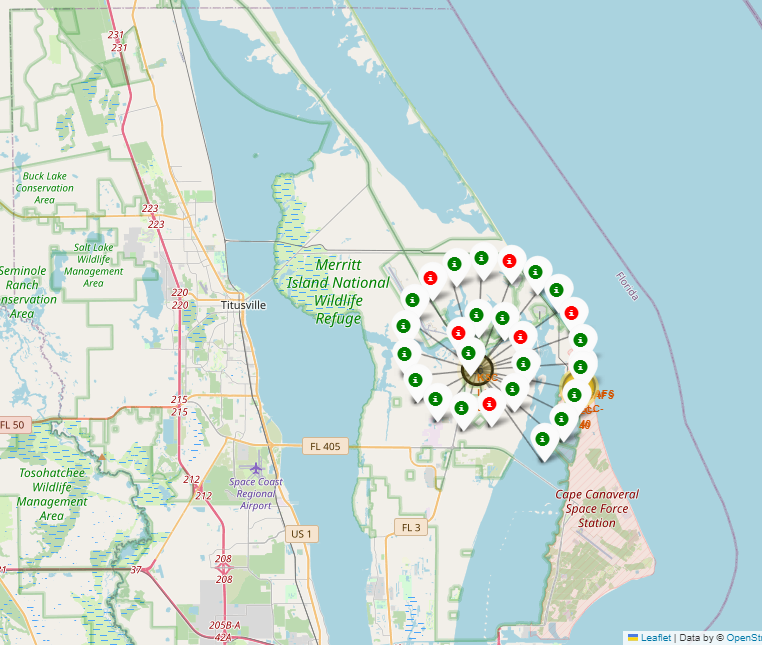 231
231
Buck Lake
Conservation
Area
223
223
Salt Lake
Wildlife
Management
Area
Seminole
Ranch
nservation
Area
Merritt
Island National
Wildlife
Refuge
Florida
220
220
Titusville
215
215
FL 50
FL 405
Tosohatchee
Wildlife
Management
Area
212
212
Space Coast
Regional
Airport
Cape Canaveral
Space Force
Station
US 1
FL 3
208
208
37
205B-A
42A
Leaflet | Data by © OpenStr